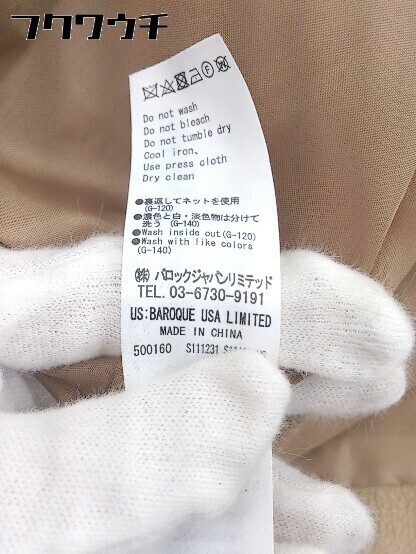 フクワウチ
Do not wash
Do not bleach
Do not tumble dry
Cool iron、
Use press cloth
Dry clean
●裏返してネットを使用
(G-120)
●濃色と白・淡色物は分けて
洗う (G-140)
●Wash inside out(G-120)
●Wash with like colors
(G-140)
㈱バロックジャパンリミテッド
TEL. 03-6730-9191
US:BAROQUE USA LIMITED
MADE IN CHINA
500160 S111231